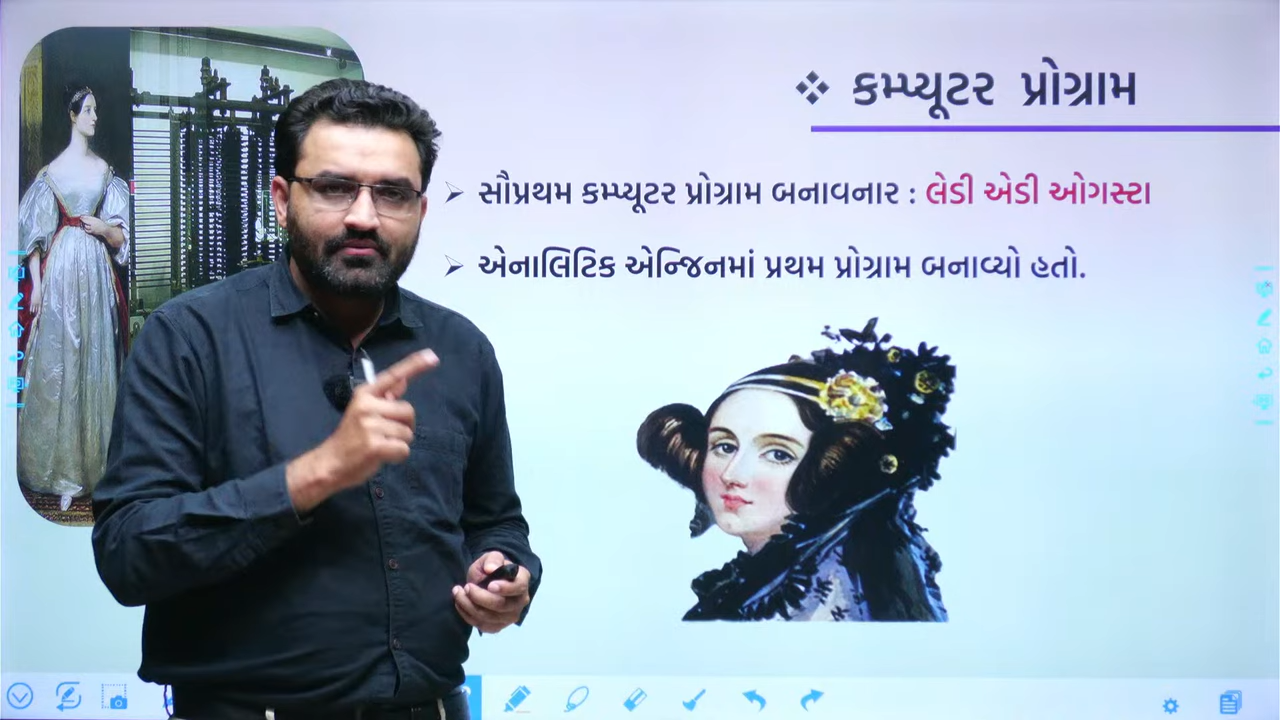 ❖ કમ્પ્યૂટર પ્રોગ્રામ
➢ સૌપ્રથમ કમ્પ્યૂટર પ્રોગ્રામ બનાવનાર : લેડી એડી ઓગસ્ટા
➢ એનાલિટિક એન્જિનમાં પ્રથમ પ્રોગ્રામ બનાવ્યો હતો.